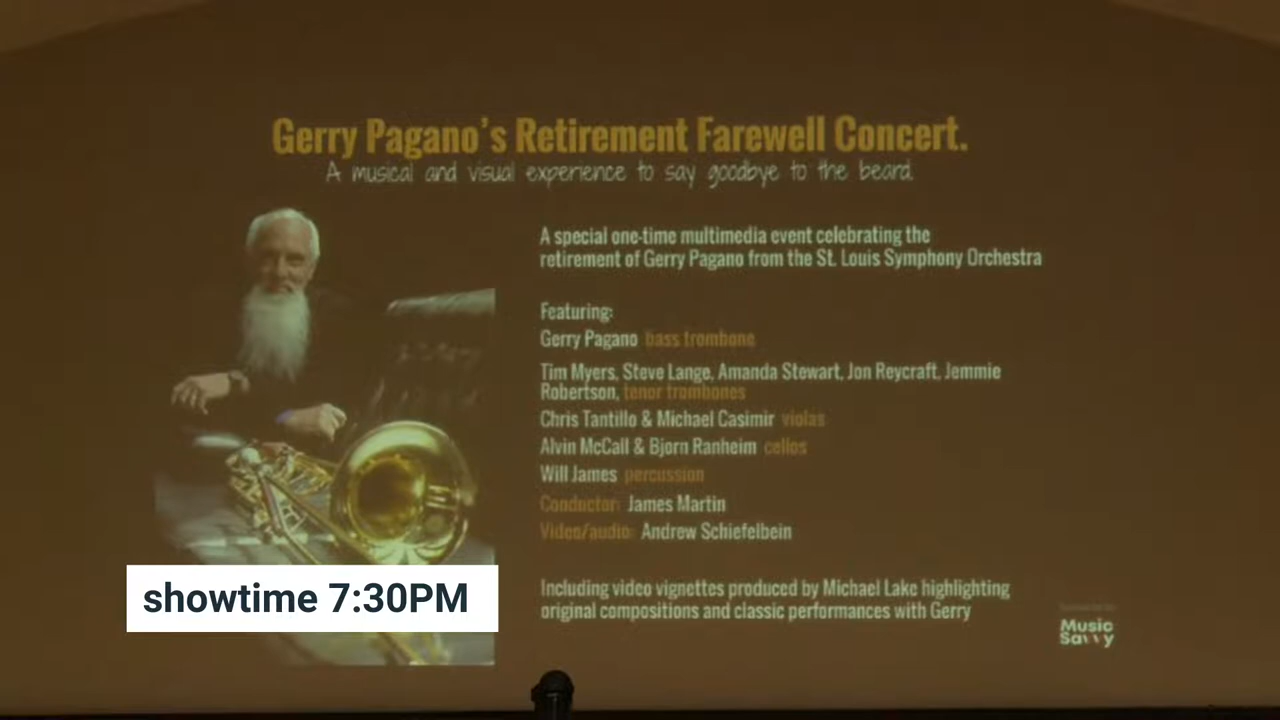 Gerry Pagano's Retirement Farewell Concert.
A musical and visual experience to say goodbye to the beard.
A special one-time multimedia event celebrating the
retirement of Gerry Pagano from the St. Louis Symphony Orchestra
Featuring:
Gerry Pagano bass trombone
Tim Myers, Steve Lange, Amanda Stewart, Jon Reycraft, Jemmie
Robertson, tenor trombones
Chris Tantillo & Michael Casimir violas
Alvin McCall & Bjorn Ranheim cellos
Will James percussion
Conductor: James Martin
Video/audio: Andrew Schiefelbein
showtime 7:30PM
Including video vignettes produced by Michael Lake highlighting
original compositions and classic performances with Gerry
Music
Savvy